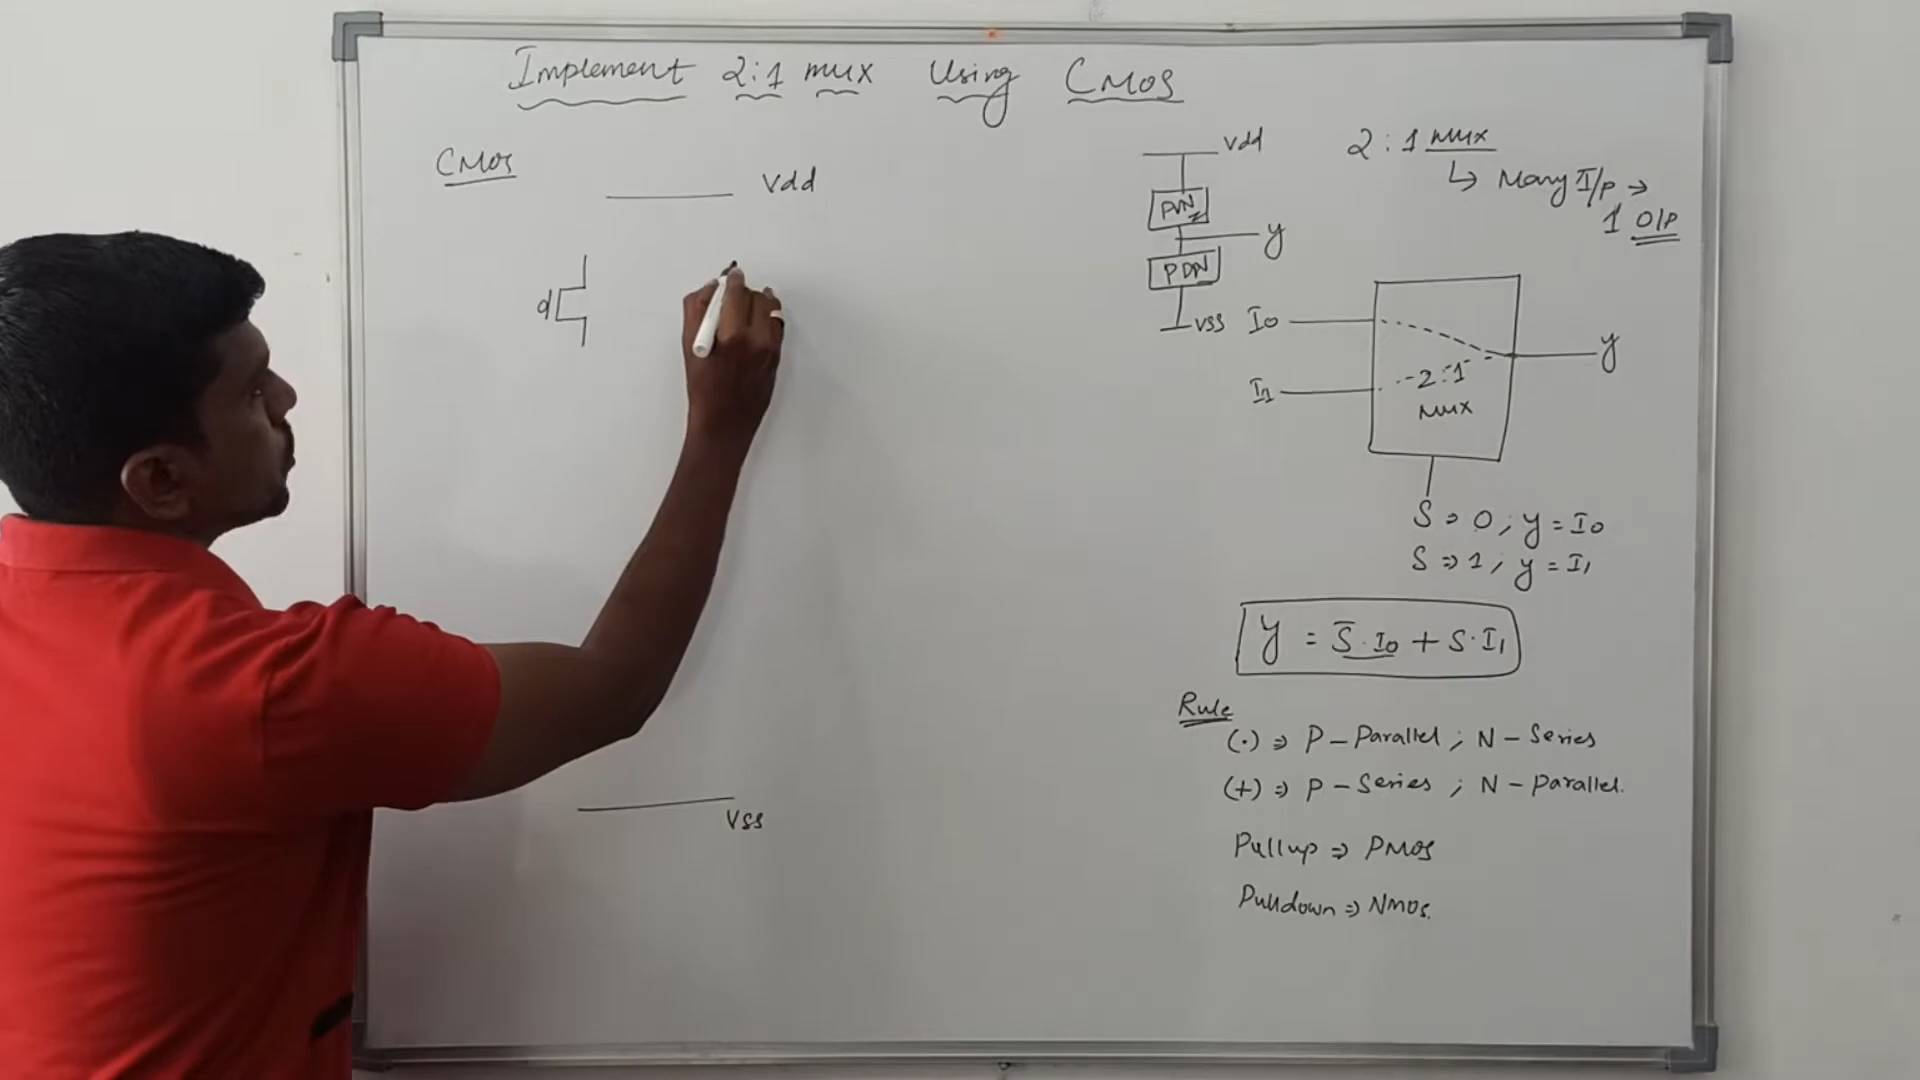 Implement 2:1 mux Using CMOS
CMOS
Vdd
Vss
Vdd
PUN
y
PDN
VSS
2:1 mux
↳ Many I/P →
1 O/P
I0
I1
2:1
MUX
y
S ⇒ 0, y = I0
S ⇒ 1, y = I1
y = S̅·I0 + S·I1
Rule
(·) ⇒ P - Parallel ; N - Series
(+) ⇒ P - Series ; N - Parallel.
Pullup ⇒ PMOS
Pulldown ⇒ NMOS.